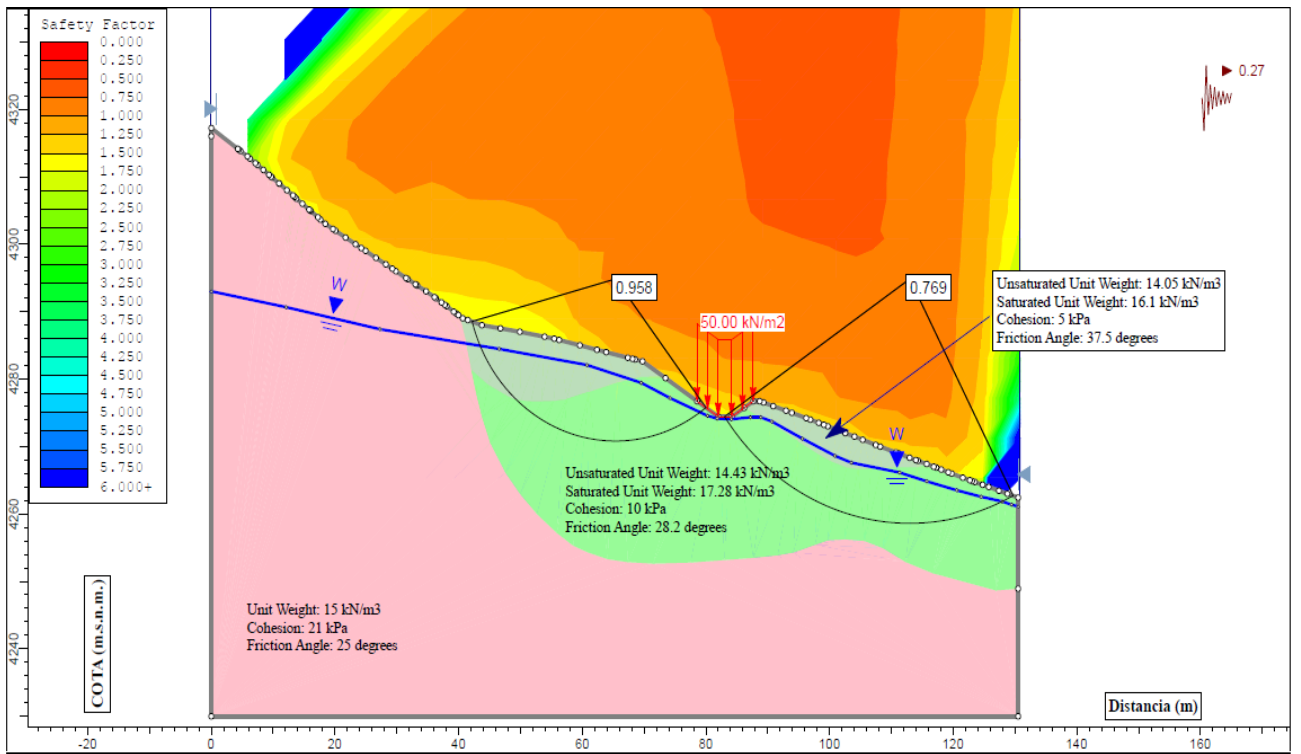 Safety Factor
0.000
0.250
0.500
0.750
1.000
1.250
1.500
1.750
2.000
2.250
2.500
2.750
3.000
3.250
3.500
3.750
4.000
4.250
4.500
4.750
5.000
5.250
5.500
5.750
6.000+
0.27
4320
4300
4280
4260
4240
COTA (m.s.n.m.)
W
0.958
0.769
50.00 kN/m2
Unsaturated Unit Weight: 14.05 kN/m3
Saturated Unit Weight: 16.1 kN/m3
Cohesion: 5 kPa
Friction Angle: 37.5 degrees
W
Unsaturated Unit Weight: 14.43 kN/m3
Saturated Unit Weight: 17.28 kN/m3
Cohesion: 10 kPa
Friction Angle: 28.2 degrees
Unit Weight: 15 kN/m3
Cohesion: 21 kPa
Friction Angle: 25 degrees
Distancia (m)
-20
0
20
40
60
80
100
120
140
160